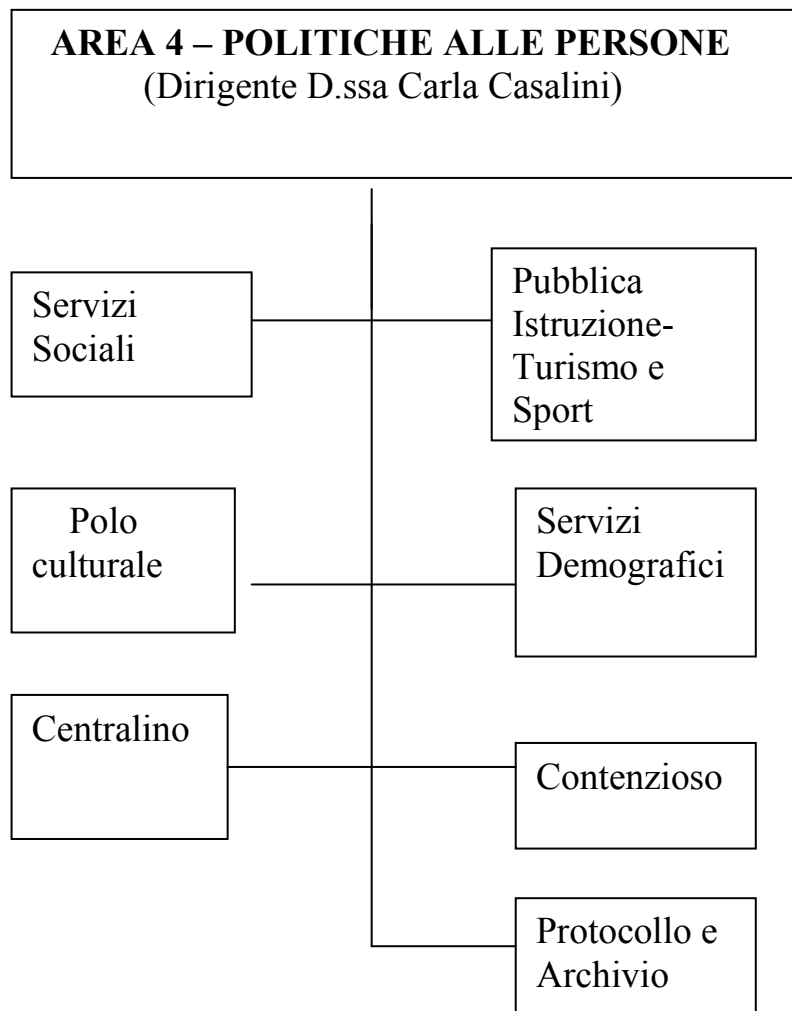 AREA 4 – POLITICHE ALLE PERSONE
(Dirigente D.ssa Carla Casalini)
Servizi
Sociali
Pubblica
Istruzione-
Turismo e
Sport
Polo
culturale
Servizi
Demografici
Centralino
Contenzioso
Protocollo e
Archivio